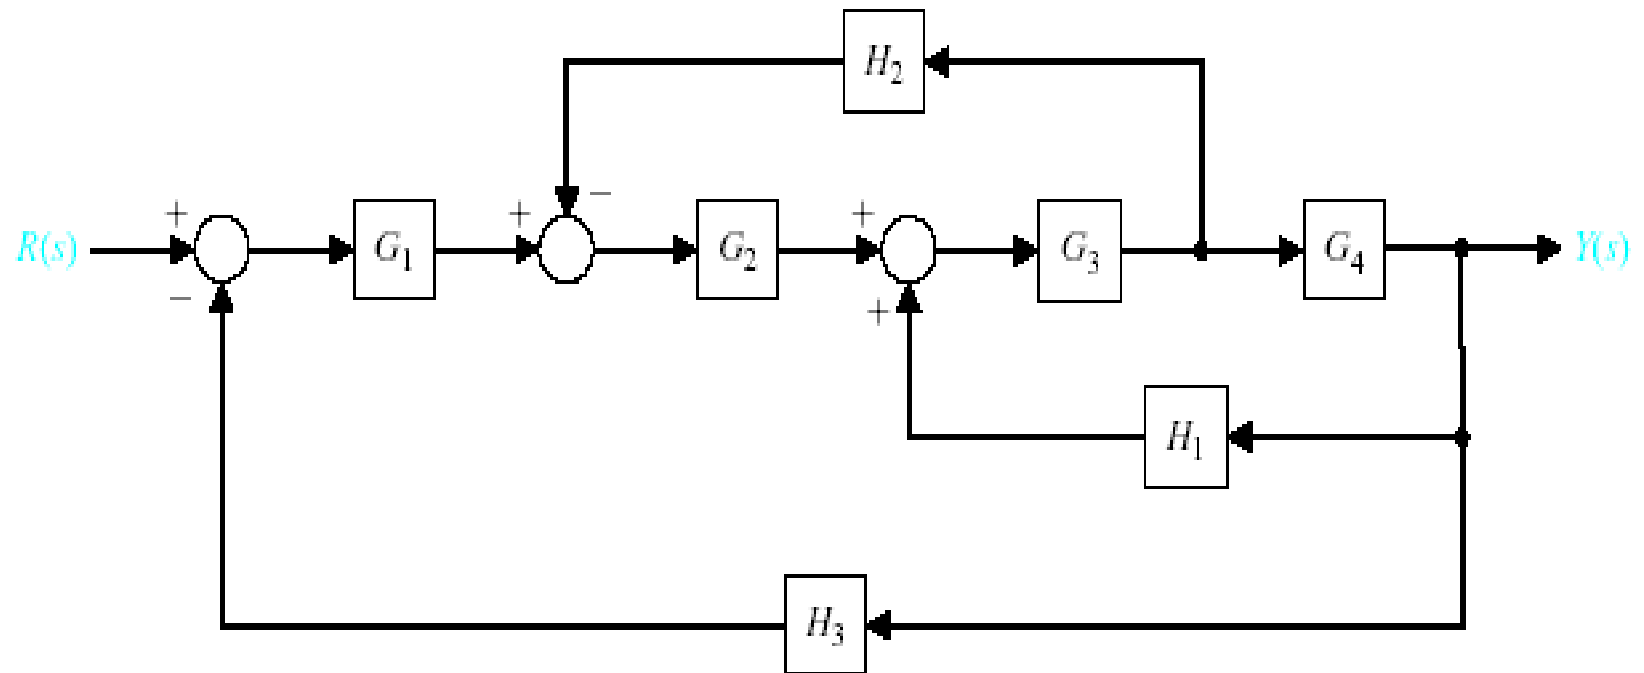 H₂
+ − + +
R(s) G₁ G₂ G₃ G₄ Y(s)
− +
H₁
H₃